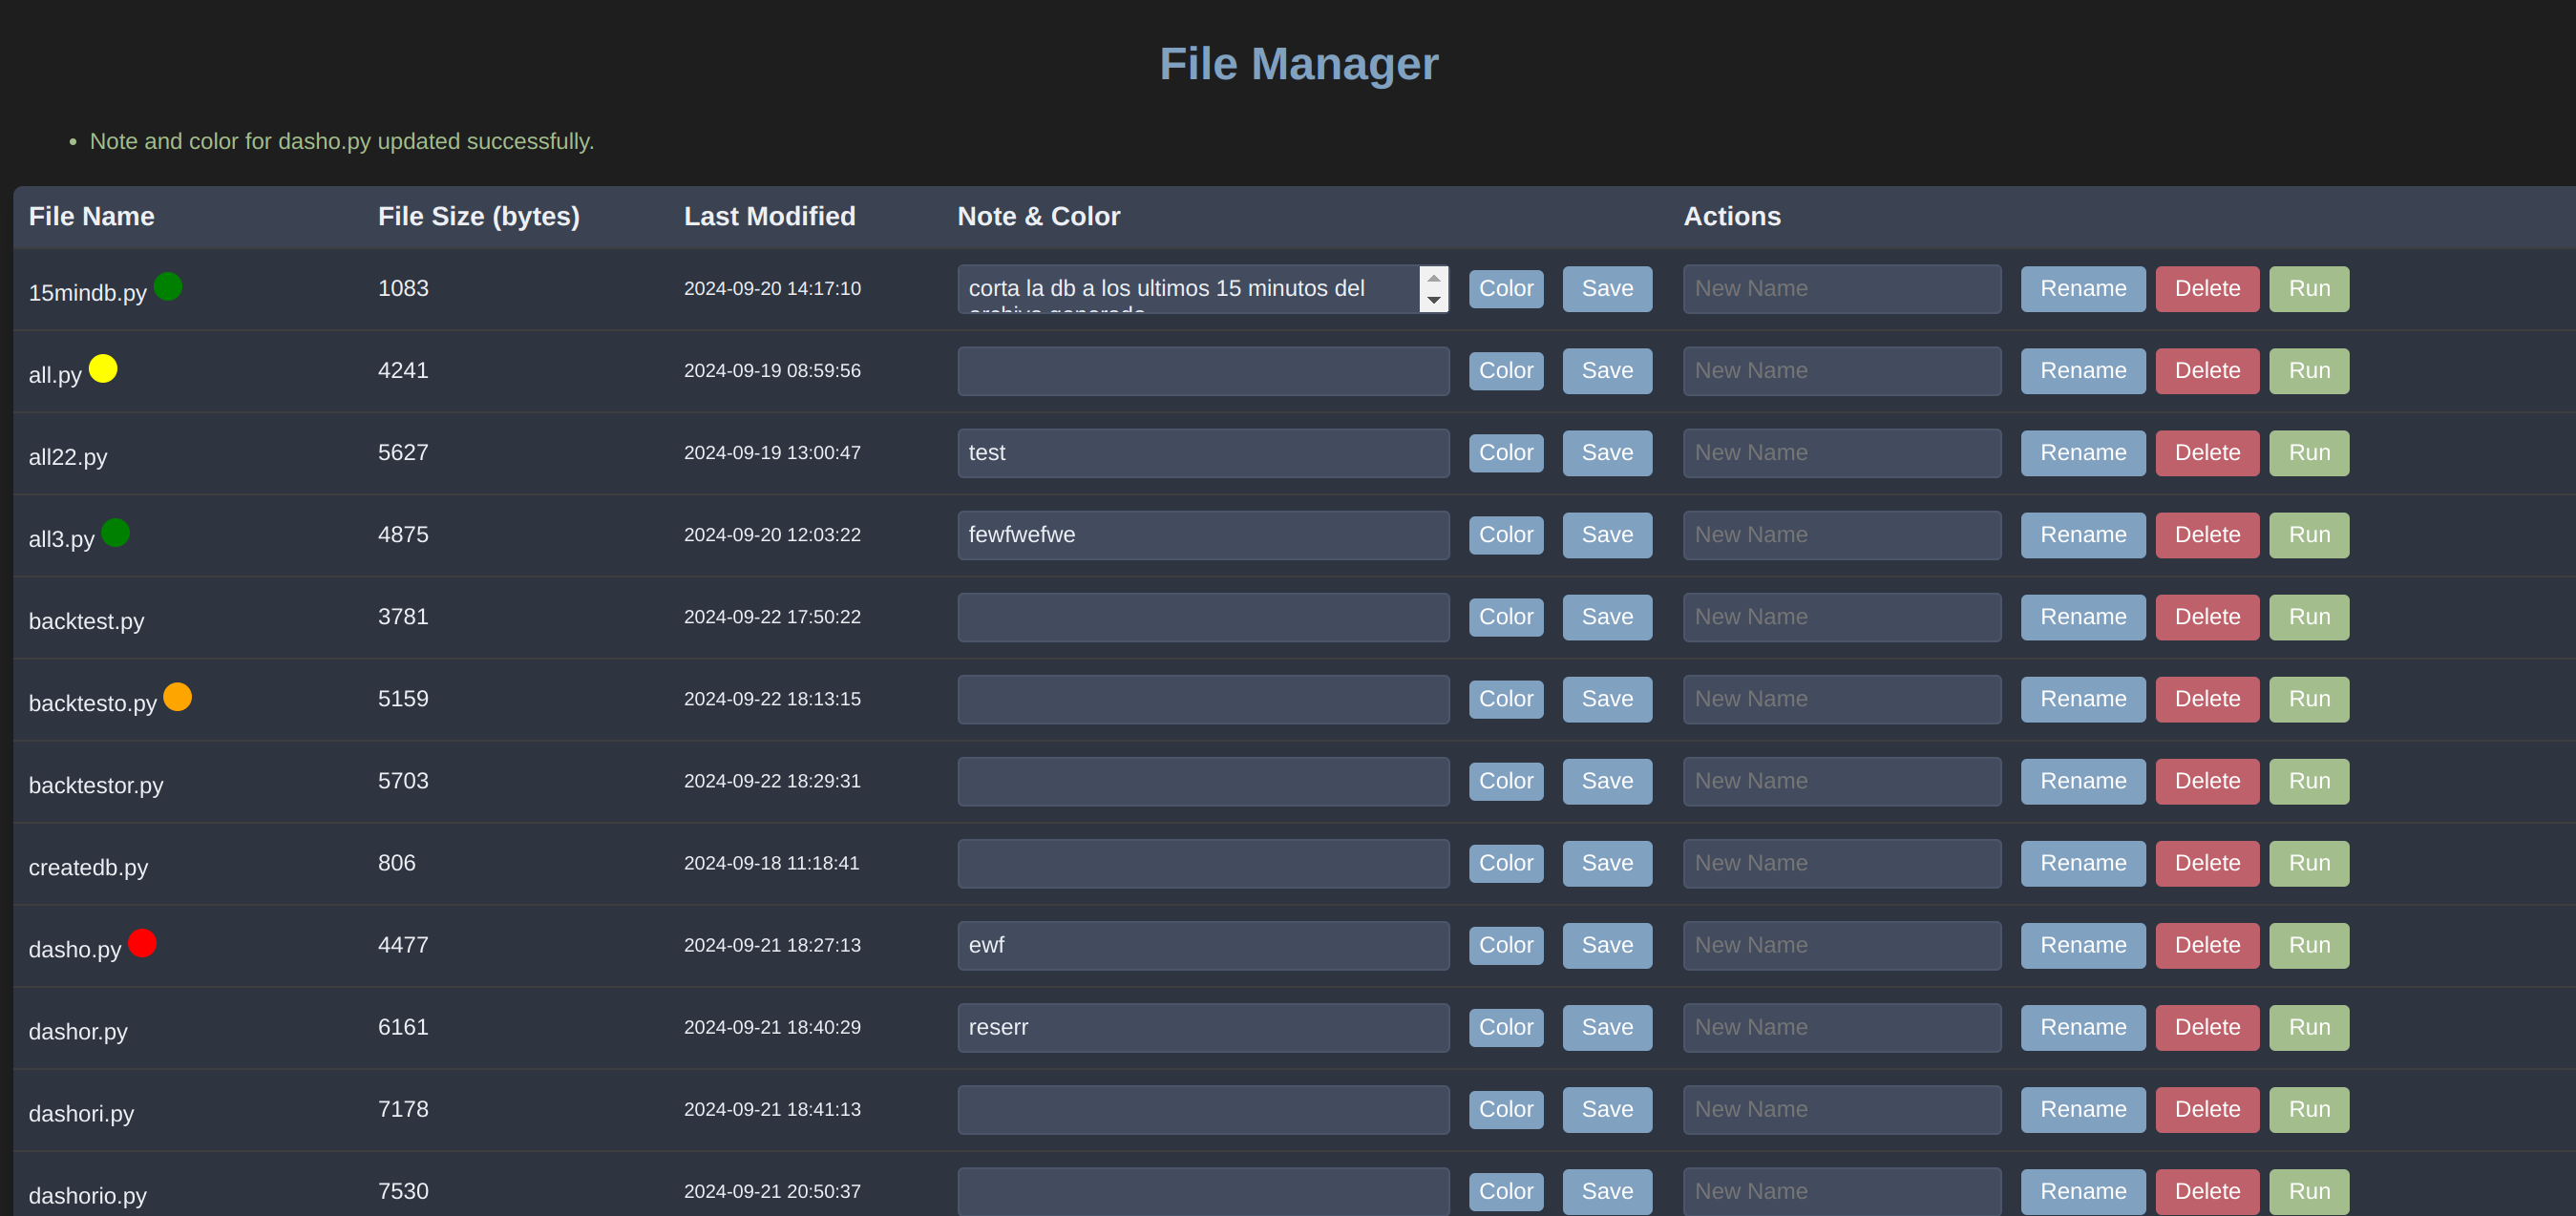 File Manager
• Note and color for dasho.py updated successfully.
File Name File Size (bytes) Last Modified Note & Color Actions
15mindb.py 1083 2024-09-20 14:17:10 corta la db a los ultimos 15 minutos del Color Save New Name Rename Delete Run
all.py 4241 2024-09-19 08:59:56 Color Save New Name Rename Delete Run
all22.py 5627 2024-09-19 13:00:47 test Color Save New Name Rename Delete Run
all3.py 4875 2024-09-20 12:03:22 fewfwefwe Color Save New Name Rename Delete Run
backtest.py 3781 2024-09-22 17:50:22 Color Save New Name Rename Delete Run
backtesto.py 5159 2024-09-22 18:13:15 Color Save New Name Rename Delete Run
backtestor.py 5703 2024-09-22 18:29:31 Color Save New Name Rename Delete Run
createdb.py 806 2024-09-18 11:18:41 Color Save New Name Rename Delete Run
dasho.py 4477 2024-09-21 18:27:13 ewf Color Save New Name Rename Delete Run
dashor.py 6161 2024-09-21 18:40:29 reserr Color Save New Name Rename Delete Run
dashori.py 7178 2024-09-21 18:41:13 Color Save New Name Rename Delete Run
dashorio.py 7530 2024-09-21 20:50:37 Color Save New Name Rename Delete Run